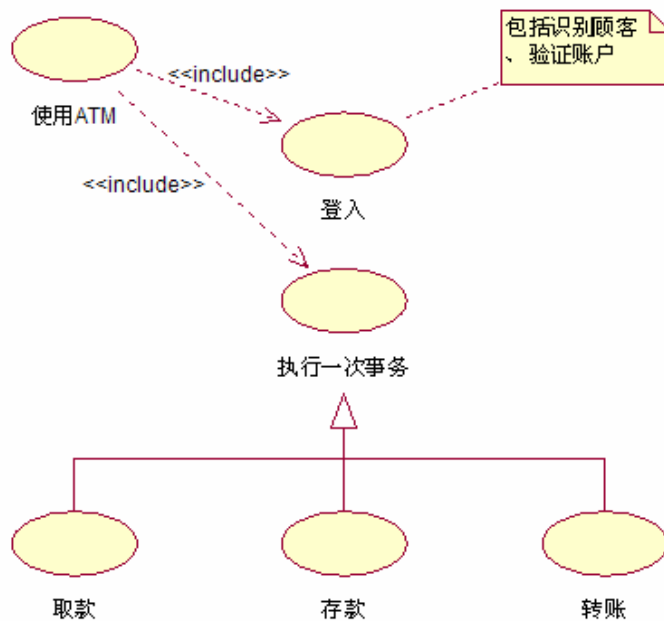 包括识别顾客
、验证账户
<<include>>
使用ATM
<<include>>
登入
执行一次事务
取款
存款
转账